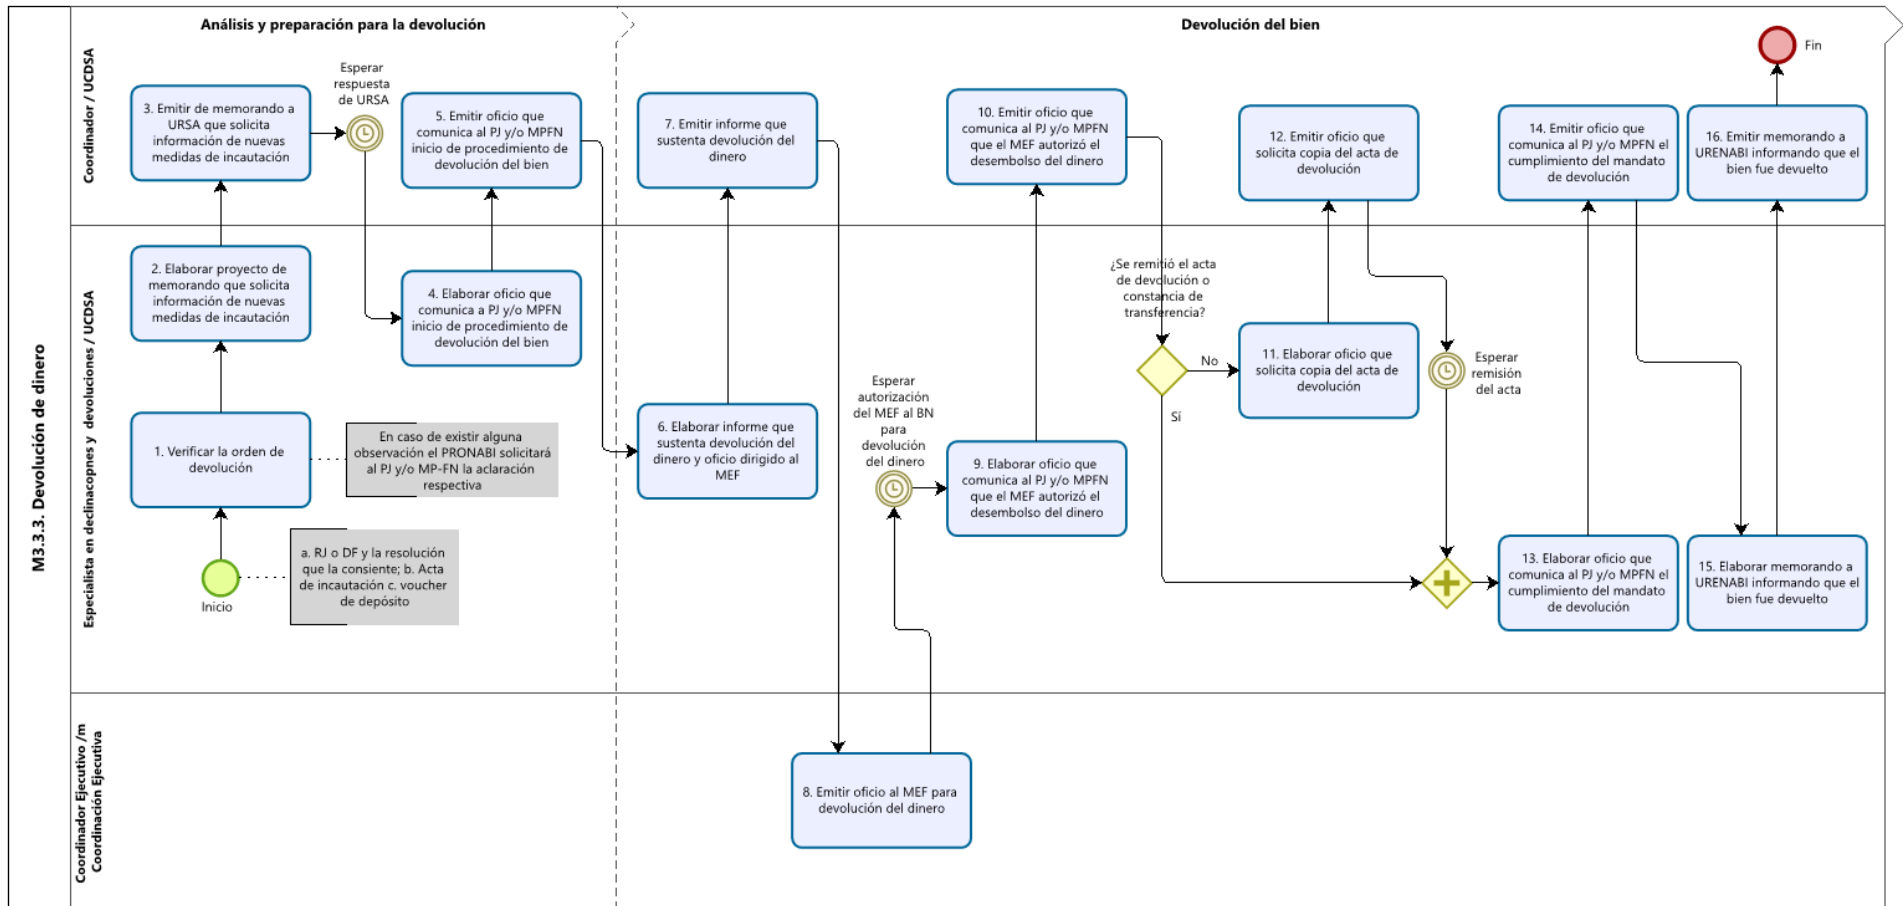 M3.3.3. Devolución de dinero
Análisis y preparación para la devolución
Devolución del bien
Coordinador / UCDSA
3. Emitir de memorando a
URSA que solicita
información de nuevas
medidas de incautación
Esperar
respuesta
de URSA
5. Emitir oficio que
comunica al PJ y/o MPFN
inicio de procedimiento de
devolución del bien
7. Emitir informe que
sustenta devolución del
dinero
10. Emitir oficio que
comunica al PJ y/o MPFN
que el MEF autorizó el
desembolso del dinero
12. Emitir oficio que
solicita copia del acta de
devolución
14. Emitir oficio que
comunica al PJ y/o MPFN el
cumplimiento del mandato
de devolución
16. Emitir memorando a
URENABI informando que el
bien fue devuelto
Fin
Especialista en declinacopnes y devoluciones / UCDSA
2. Elaborar proyecto de
memorando que solicita
información de nuevas
medidas de incautación
4. Elaborar oficio que
comunica a PJ y/o MPFN
inicio de procedimiento de
devolución del bien
1. Verificar la orden de
devolución
En caso de existir alguna
observación el PRONABI solicitará
al PJ y/o MP-FN la aclaración
respectiva
Inicio
a. RJ o DF y la resolución
que la consiente; b. Acta
de incautación c. voucher
de depósito
6. Elaborar informe que
sustenta devolución del
dinero y oficio dirigido al
MEF
Esperar
autorización
del MEF al BN
para
devolución
del dinero
9. Elaborar oficio que
comunica al PJ y/o MPFN
que el MEF autorizó el
desembolso del dinero
¿Se remitió el acta
de devolución o
constancia de
transferencia?
No
Sí
11. Elaborar oficio que
solicita copia del acta de
devolución
Esperar
remisión
del acta
13. Elaborar oficio que
comunica al PJ y/o MPFN el
cumplimiento del mandato
de devolución
15. Elaborar memorando a
URENABI informando que el
bien fue devuelto
Coordinador Ejecutivo /m
Coordinación Ejecutiva
8. Emitir oficio al MEF para
devolución del dinero